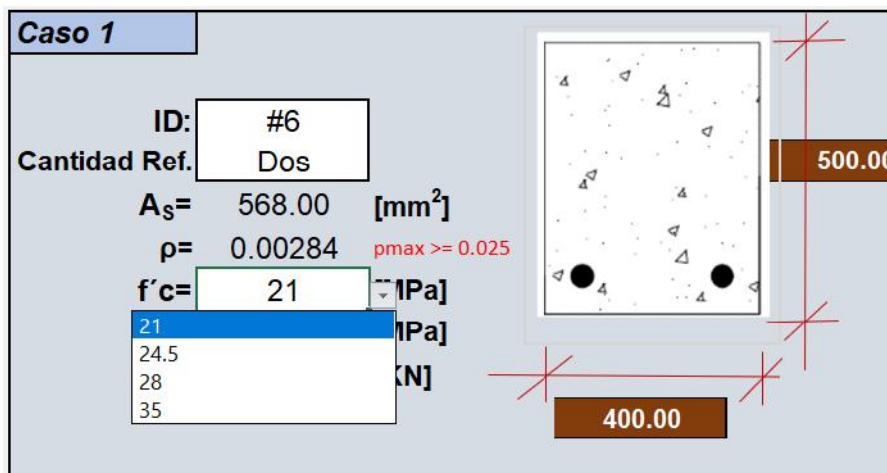 Caso 1
ID: #6
Cantidad Ref. Dos
As= 568.00 [mm²]
ρ= 0.00284 pmax >= 0.025
f´c= 21 MPa]
21
24.5 MPa]
28 KN]
35
500.00
400.00